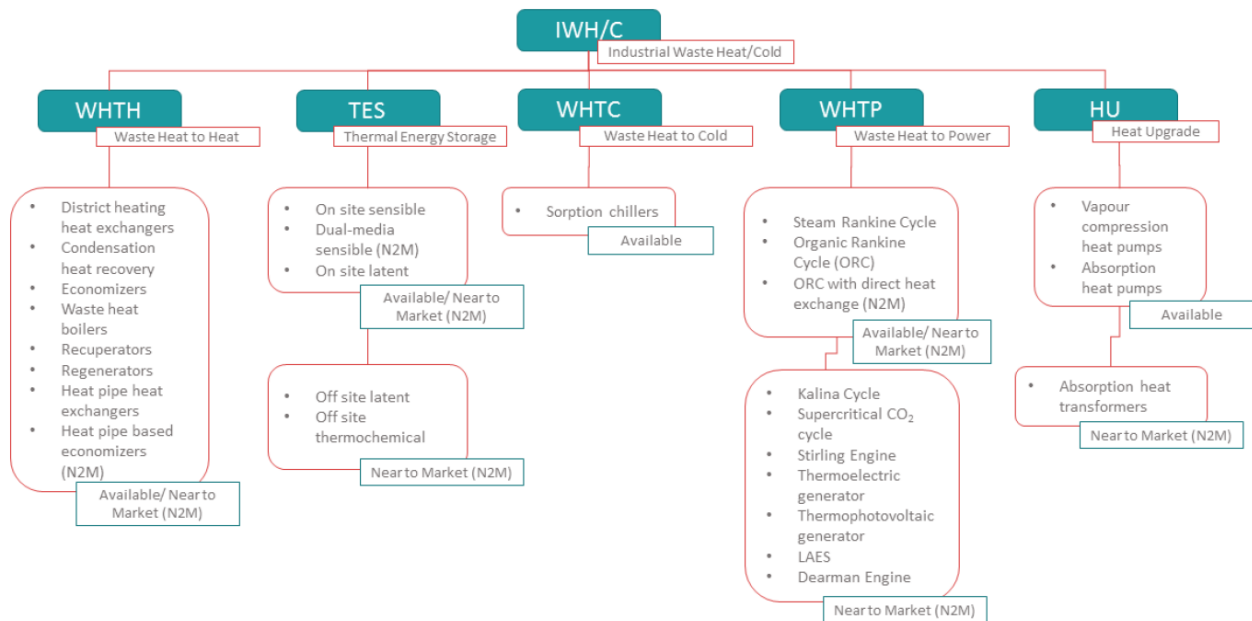 IWH/C
Industrial Waste Heat/Cold
WHTH
Waste Heat to Heat
TES
Thermal Energy Storage
WHTC
Waste Heat to Cold
WHTP
Waste Heat to Power
HU
Heat Upgrade
• District heating
heat exchangers
• Condensation
heat recovery
• Economizers
• Waste heat
boilers
• Recuperators
• Regenerators
• Heat pipe heat
exchangers
• Heat pipe based
economizers
(N2M)
Available/ Near to
Market (N2M)
• On site sensible
• Dual-media
sensible (N2M)
• On site latent
Available/ Near to
Market (N2M)
• Off site latent
• Off site
thermochemical
Near to Market (N2M)
• Sorption chillers
Available
• Steam Rankine Cycle
• Organic Rankine
Cycle (ORC)
• ORC with direct heat
exchange (N2M)
Available/ Near to
Market (N2M)
• Kalina Cycle
• Supercritical CO₂
cycle
• Stirling Engine
• Thermoelectric
generator
• Thermophotovoltaic
generator
• LAES
• Dearman Engine
Near to Market (N2M)
• Vapour
compression
heat pumps
• Absorption
heat pumps
Available
• Absorption heat
transformers
Near to Market (N2M)